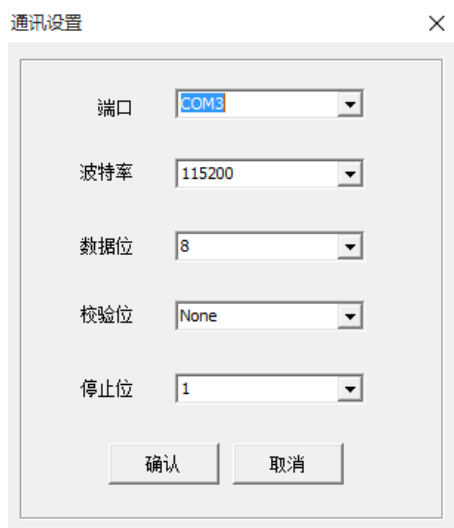 通讯设置
端口 COM3
波特率 115200
数据位 8
校验位 None
停止位 1
确认 取消